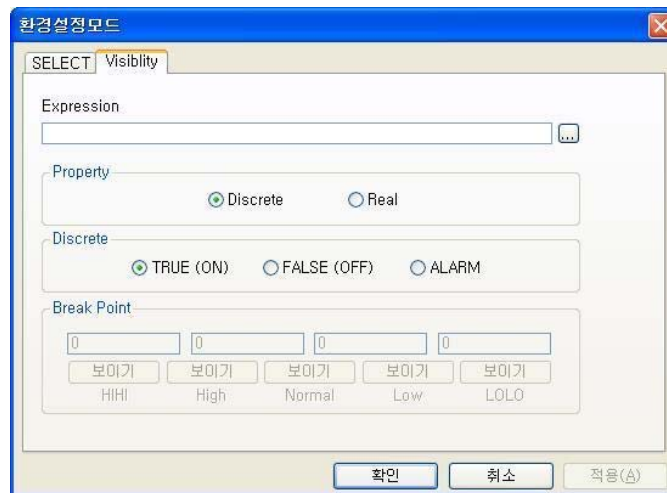 환경설정모드
SELECT Visiblity
Expression
...
Property
Discrete Real
Discrete
TRUE (ON) FALSE (OFF) ALARM
Break Point
0 0 0 0
보이기 보이기 보이기 보이기 보이기
HIHI High Normal Low LOLO
확인 취소 적용(A)